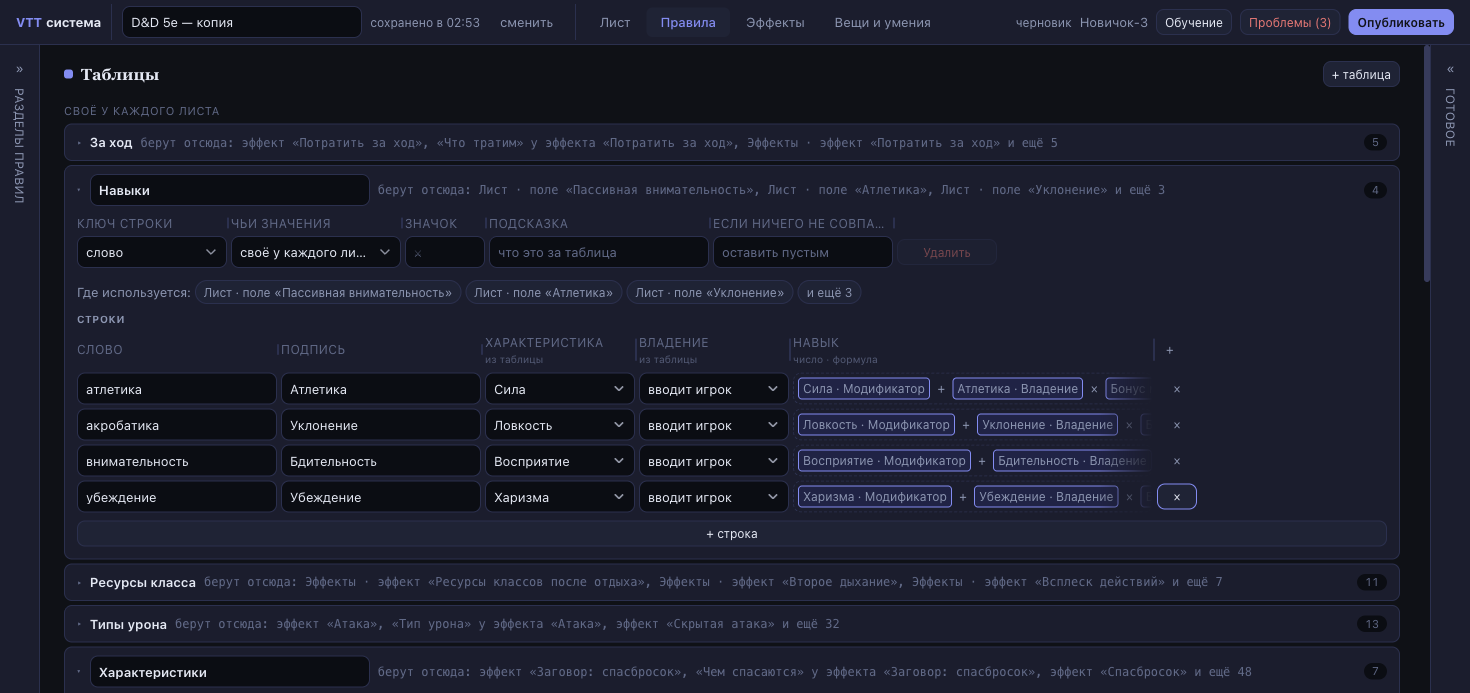 VTT система D&D 5e — копия сохранено в 02:53 сменить Лист Правила Эффекты Вещи и умения черновик Новичок-3 Обучение Проблемы (3) Опубликовать
» РАЗДЕЛЫ ПРАВИЛ
« ГОТОВОЕ
Таблицы + таблица
СВОЁ У КАЖДОГО ЛИСТА
· За ход берут отсюда: эффект «Потратить за ход», «Что тратим» у эффекта «Потратить за ход», Эффекты · эффект «Потратить за ход» и ещё 5 5
· Навыки берут отсюда: Лист · поле «Пассивная внимательность», Лист · поле «Атлетика», Лист · поле «Уклонение» и ещё 3 4
КЛЮЧ СТРОКИ ЧЬИ ЗНАЧЕНИЯ ЗНАЧОК ПОДСКАЗКА ЕСЛИ НИЧЕГО НЕ СОВПА…
слово своё у каждого ли… ⚔ что это за таблица оставить пустым Удалить
Где используется: Лист · поле «Пассивная внимательность» Лист · поле «Атлетика» Лист · поле «Уклонение» и ещё 3
СТРОКИ
СЛОВО ПОДПИСЬ ХАРАКТЕРИСТИКА ВЛАДЕНИЕ НАВЫК +
из таблицы из таблицы число · формула
атлетика Атлетика Сила вводит игрок Сила · Модификатор + Атлетика · Владение × Бонус ×
акробатика Уклонение Ловкость вводит игрок Ловкость · Модификатор + Уклонение · Владение × ×
внимательность Бдительность Восприятие вводит игрок Восприятие · Модификатор + Бдительность · Владение ×
убеждение Убеждение Харизма вводит игрок Харизма · Модификатор + Убеждение · Владение × ×
+ строка
· Ресурсы класса берут отсюда: Эффекты · эффект «Ресурсы классов после отдыха», Эффекты · эффект «Второе дыхание», Эффекты · эффект «Всплеск действий» и ещё 7 11
· Типы урона берут отсюда: эффект «Атака», «Тип урона» у эффекта «Атака», эффект «Скрытая атака» и ещё 32 13
· Характеристики берут отсюда: эффект «Заговор: спасбросок», «Чем спасаются» у эффекта «Заговор: спасбросок», эффект «Спасбросок» и ещё 48 7